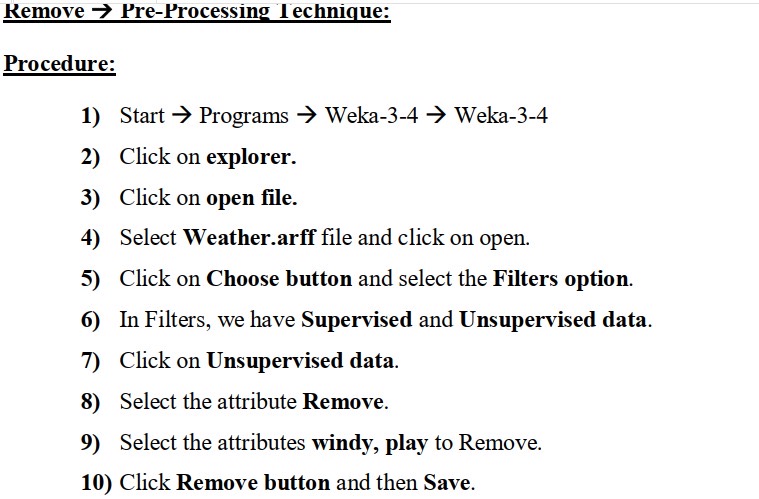 Remove → Pre-Processing Technique:
Procedure:
1) Start → Programs → Weka-3-4 → Weka-3-4
2) Click on explorer.
3) Click on open file.
4) Select Weather.arff file and click on open.
5) Click on Choose button and select the Filters option.
6) In Filters, we have Supervised and Unsupervised data.
7) Click on Unsupervised data.
8) Select the attribute Remove.
9) Select the attributes windy, play to Remove.
10) Click Remove button and then Save.